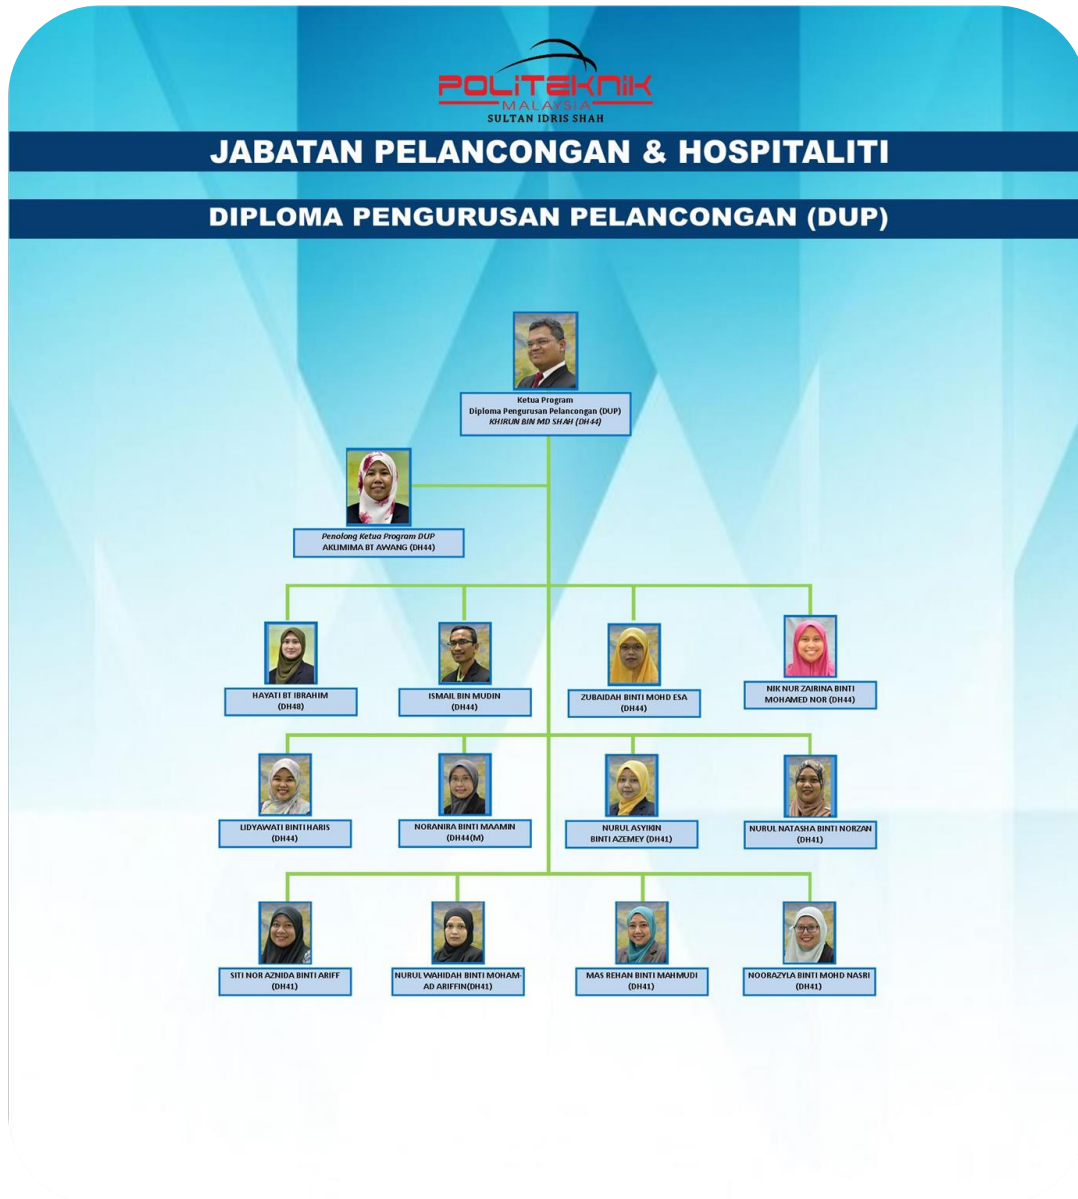 POLITEKNIK
MALAYSIA
SULTAN IDRIS SHAH
JABATAN PELANCONGAN & HOSPITALITI
DIPLOMA PENGURUSAN PELANCONGAN (DUP)
Ketua Program
Diploma Pengurusan Pelancongan (DUP)
KHIRUN BIN MD SHAH (DH44)
Penolong Ketua Program DUP
AKLIMIMA BT AWANG (DH44)
HAYATI BT IBRAHIM
(DH48)
ISMAIL BIN MUDIN
(DH44)
ZUBAIDAH BINTI MOHD ESA
(DH44)
NIK NUR ZAIRINA BINTI
MOHAMED NOR (DH44)
LIDYAWATI BINTI HARIS
(DH44)
NORANIRA BINTI MAAMIN
(DH44(M)
NURUL ASYIKIN
BINTI AZEMEY (DH41)
NURUL NATASHA BINTI NORZAN
(DH41)
SITI NOR AZNIDA BINTI ARIFF
(DH41)
NURUL WAHIDAH BINTI MOHAM-
AD ARIFFIN(DH41)
MAS REHAN BINTI MAHMUDI
(DH41)
NOORAZYLA BINTI MOHD NASRI
(DH41)